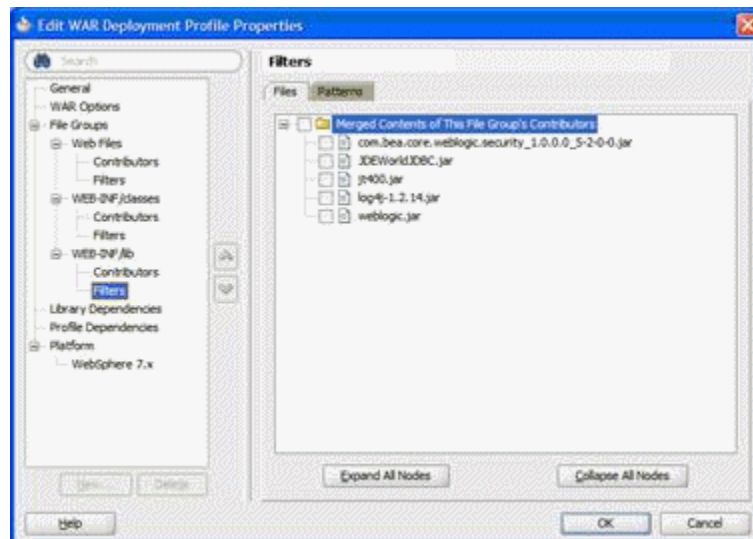 Edit WAR Deployment Profile Properties
Search
General
WAR Options
File Groups
Web Files
Contributors
Filters
WEB-INF/classes
Contributors
Filters
WEB-INF/lib
Contributors
Filters
Library Dependencies
Profile Dependencies
Platform
WebSphere 7.x
New...
Delete
Filters
Files
Patterns
Merged Contents of This File Group's Contributors
com.bea.core.weblogic.security_1.0.0.0_5-2-0-0.jar
JDEWorldJDBC.jar
jt400.jar
log4j-1.2.14.jar
weblogic.jar
Expand All Nodes
Collapse All Nodes
Help
OK
Cancel